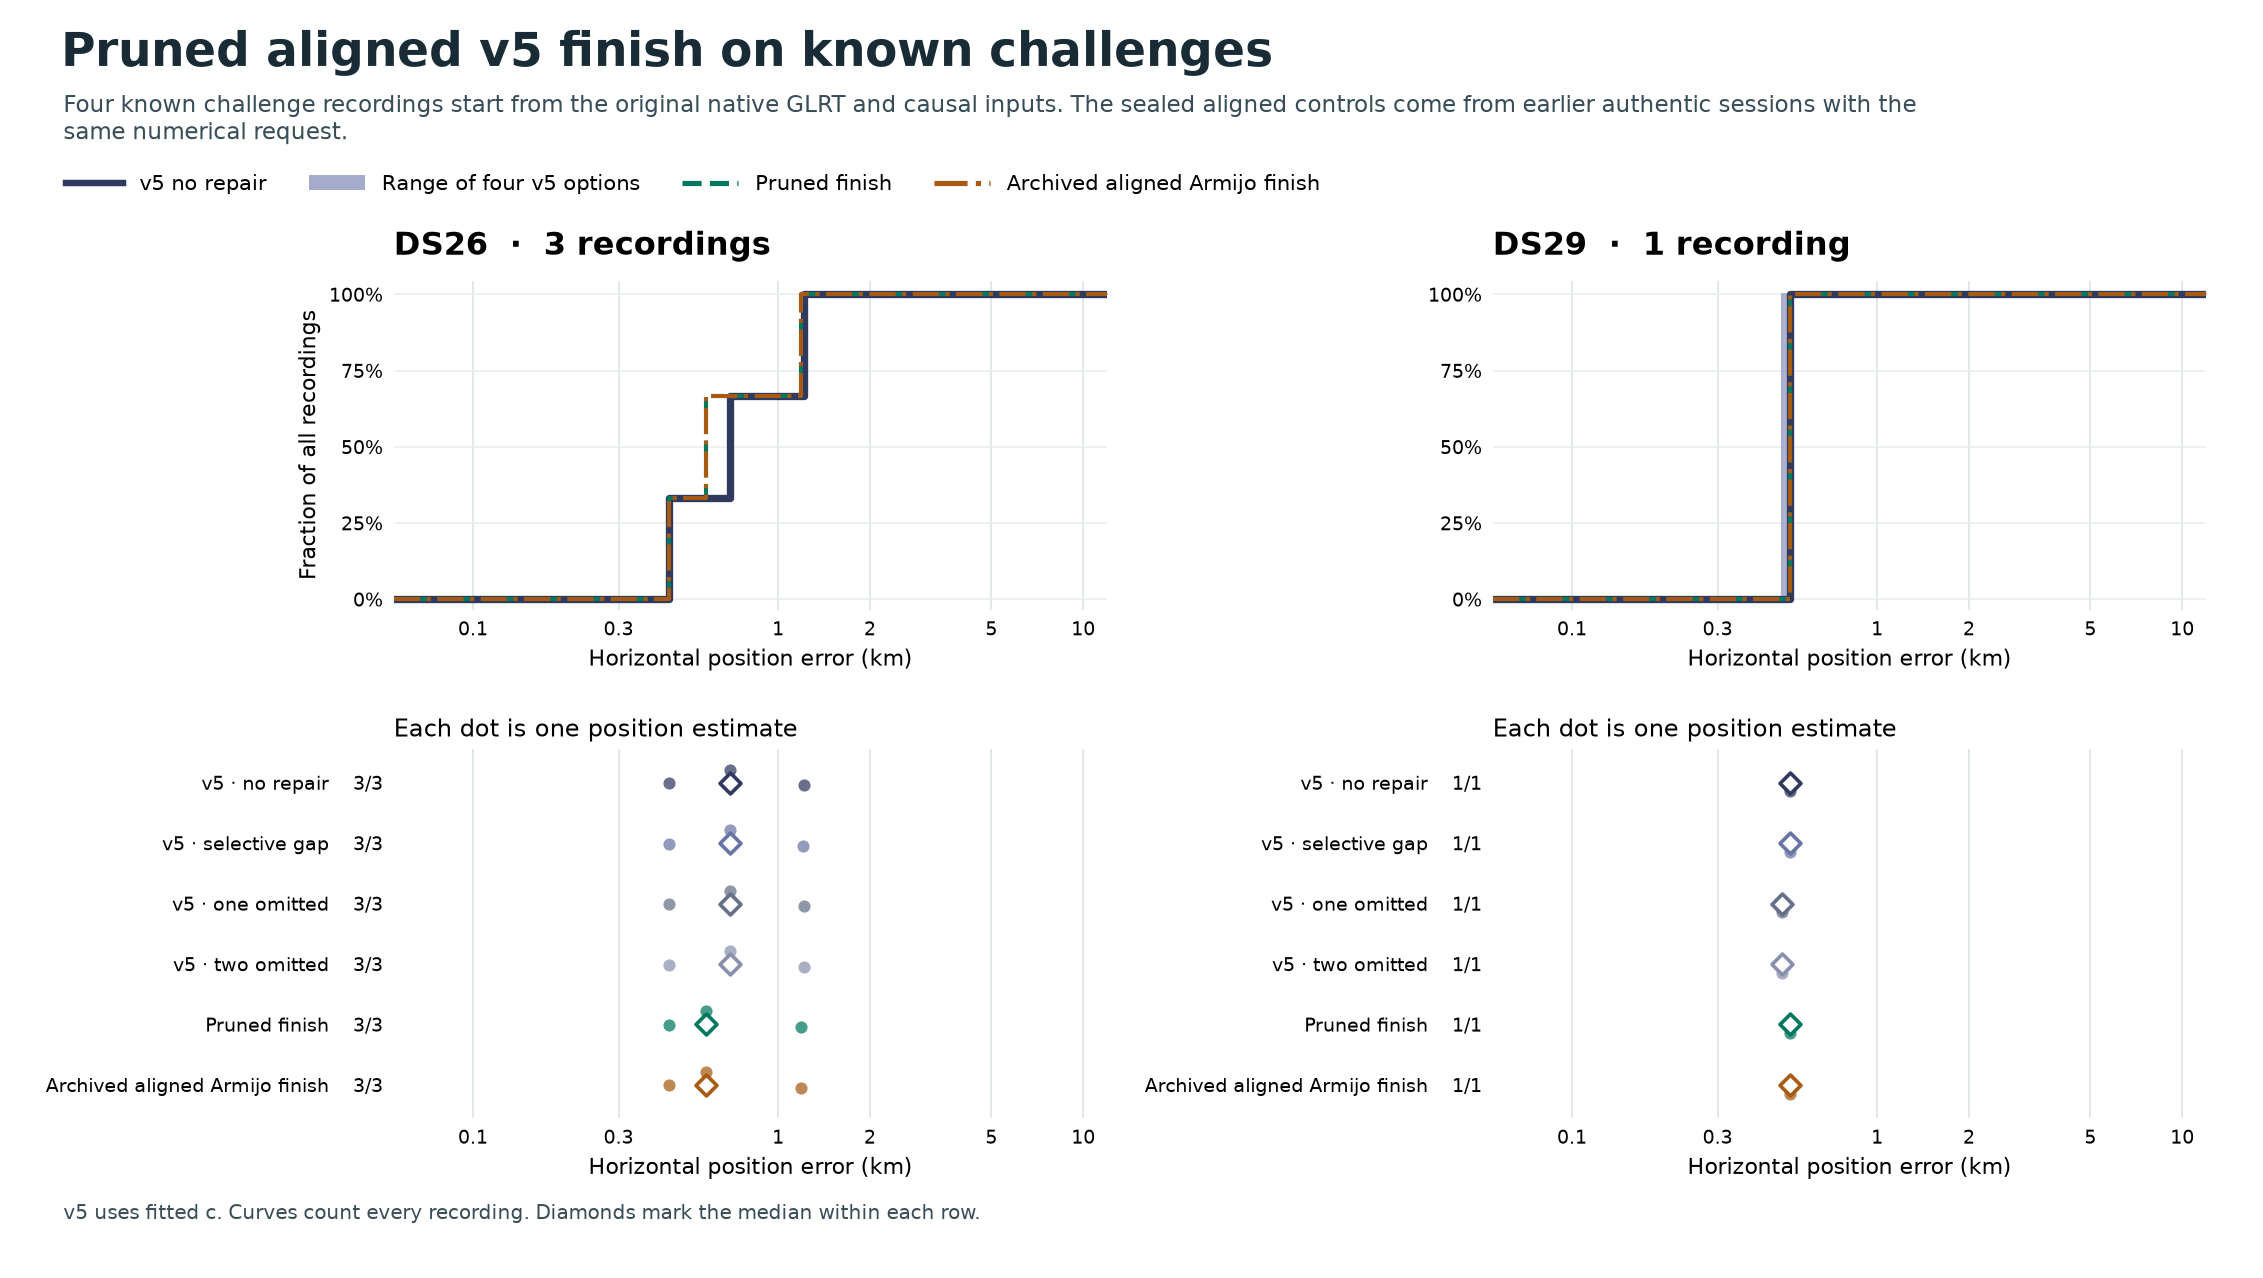 Pruned aligned v5 finish on known challenges
Four known challenge recordings start from the original native GLRT and causal inputs. The sealed aligned controls come from earlier authentic sessions with the
same numerical request.
v5 no repair
Range of four v5 options
Pruned finish
Archived aligned Armijo finish
DS26 · 3 recordings
Fraction of all recordings
100%
75%
50%
25%
0%
0.1 0.3 1 2 5 10
Horizontal position error (km)
DS29 · 1 recording
100%
75%
50%
25%
0%
0.1 0.3 1 2 5 10
Horizontal position error (km)
Each dot is one position estimate
v5 · no repair 3/3
v5 · selective gap 3/3
v5 · one omitted 3/3
v5 · two omitted 3/3
Pruned finish 3/3
Archived aligned Armijo finish 3/3
0.1 0.3 1 2 5 10
Horizontal position error (km)
Each dot is one position estimate
v5 · no repair 1/1
v5 · selective gap 1/1
v5 · one omitted 1/1
v5 · two omitted 1/1
Pruned finish 1/1
Archived aligned Armijo finish 1/1
0.1 0.3 1 2 5 10
Horizontal position error (km)
v5 uses fitted c. Curves count every recording. Diamonds mark the median within each row.